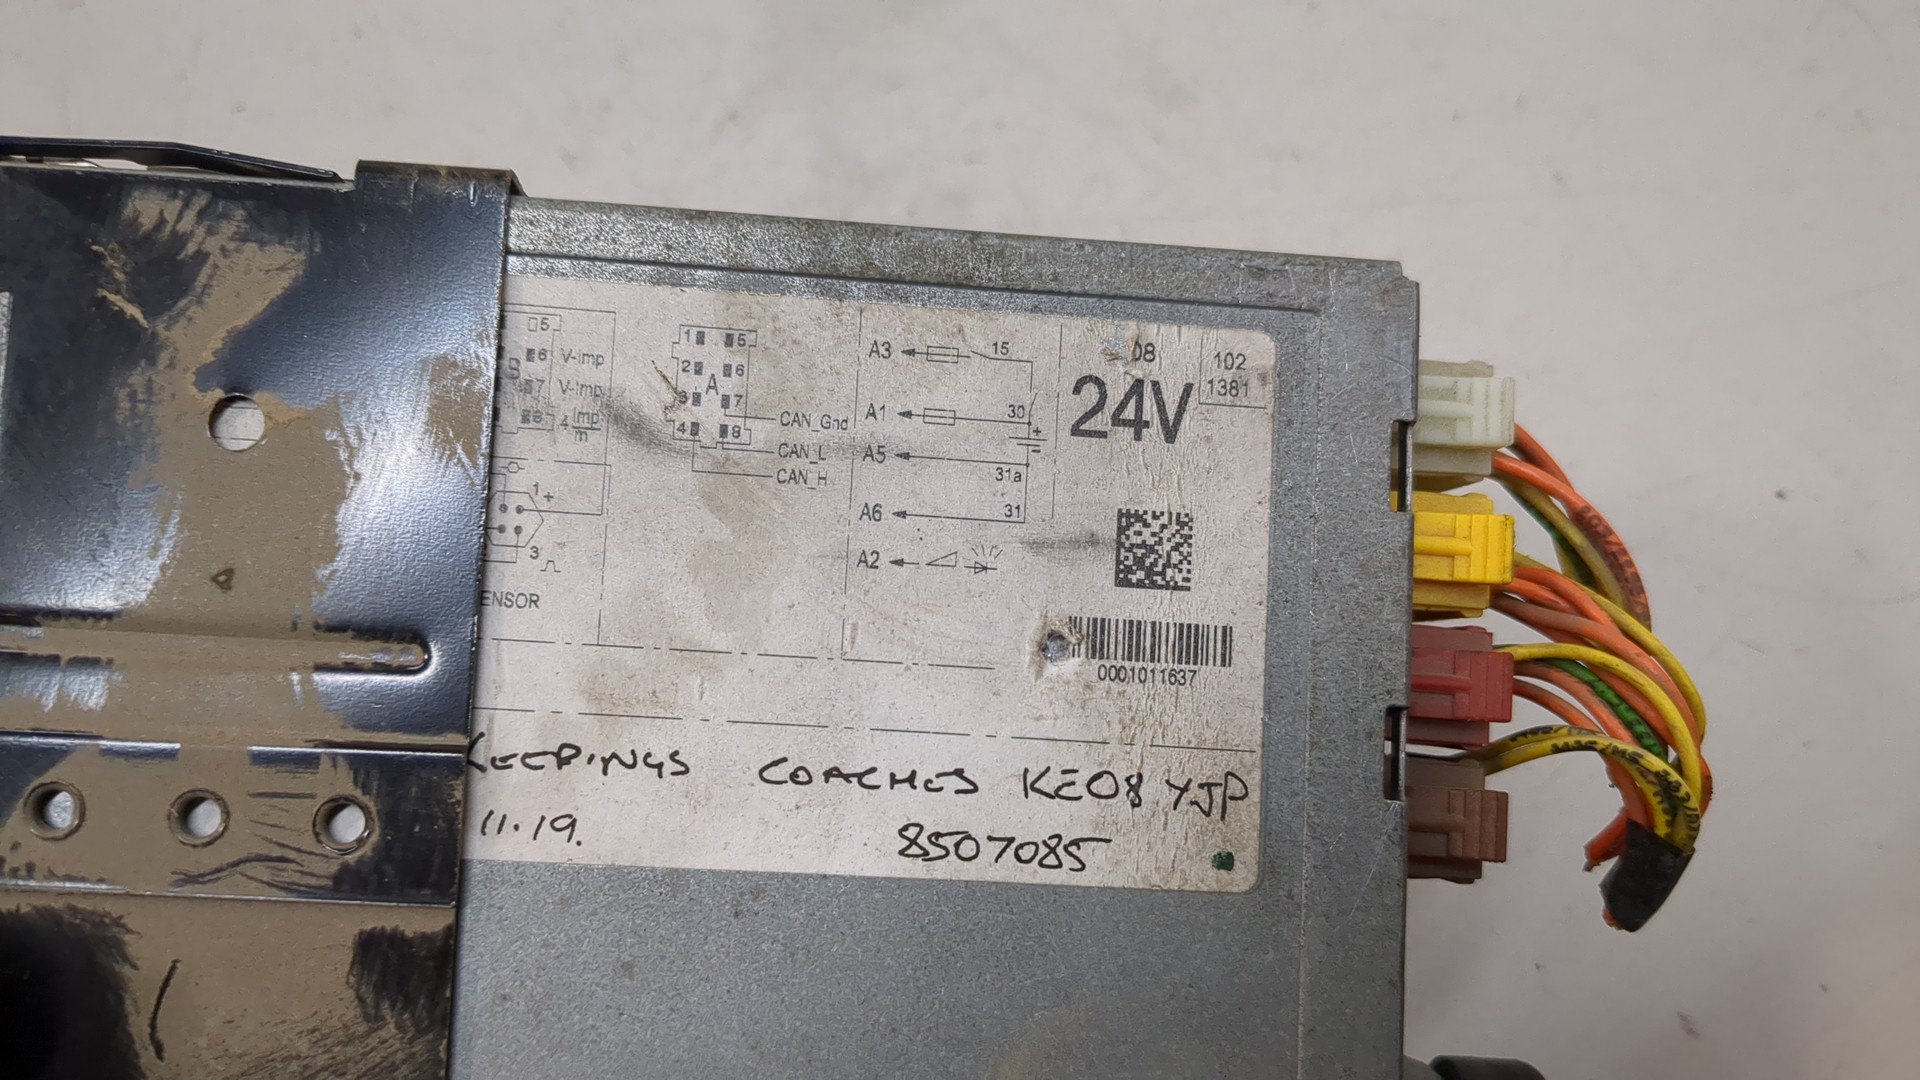 5
6 V-Imp
7 V-Imp
8 4 Imp
m
1 +
3
ENSOR
1 5
2 6
A
3 7
4 8
CAN_Gnd
CAN_L
CAN_H
A3 15
A1 30
+
A5 31a
A6 31
A2
08
24V
102
1381
0001011637
KEEPINGS COACHES KE08 YJP
11.19. 8507085